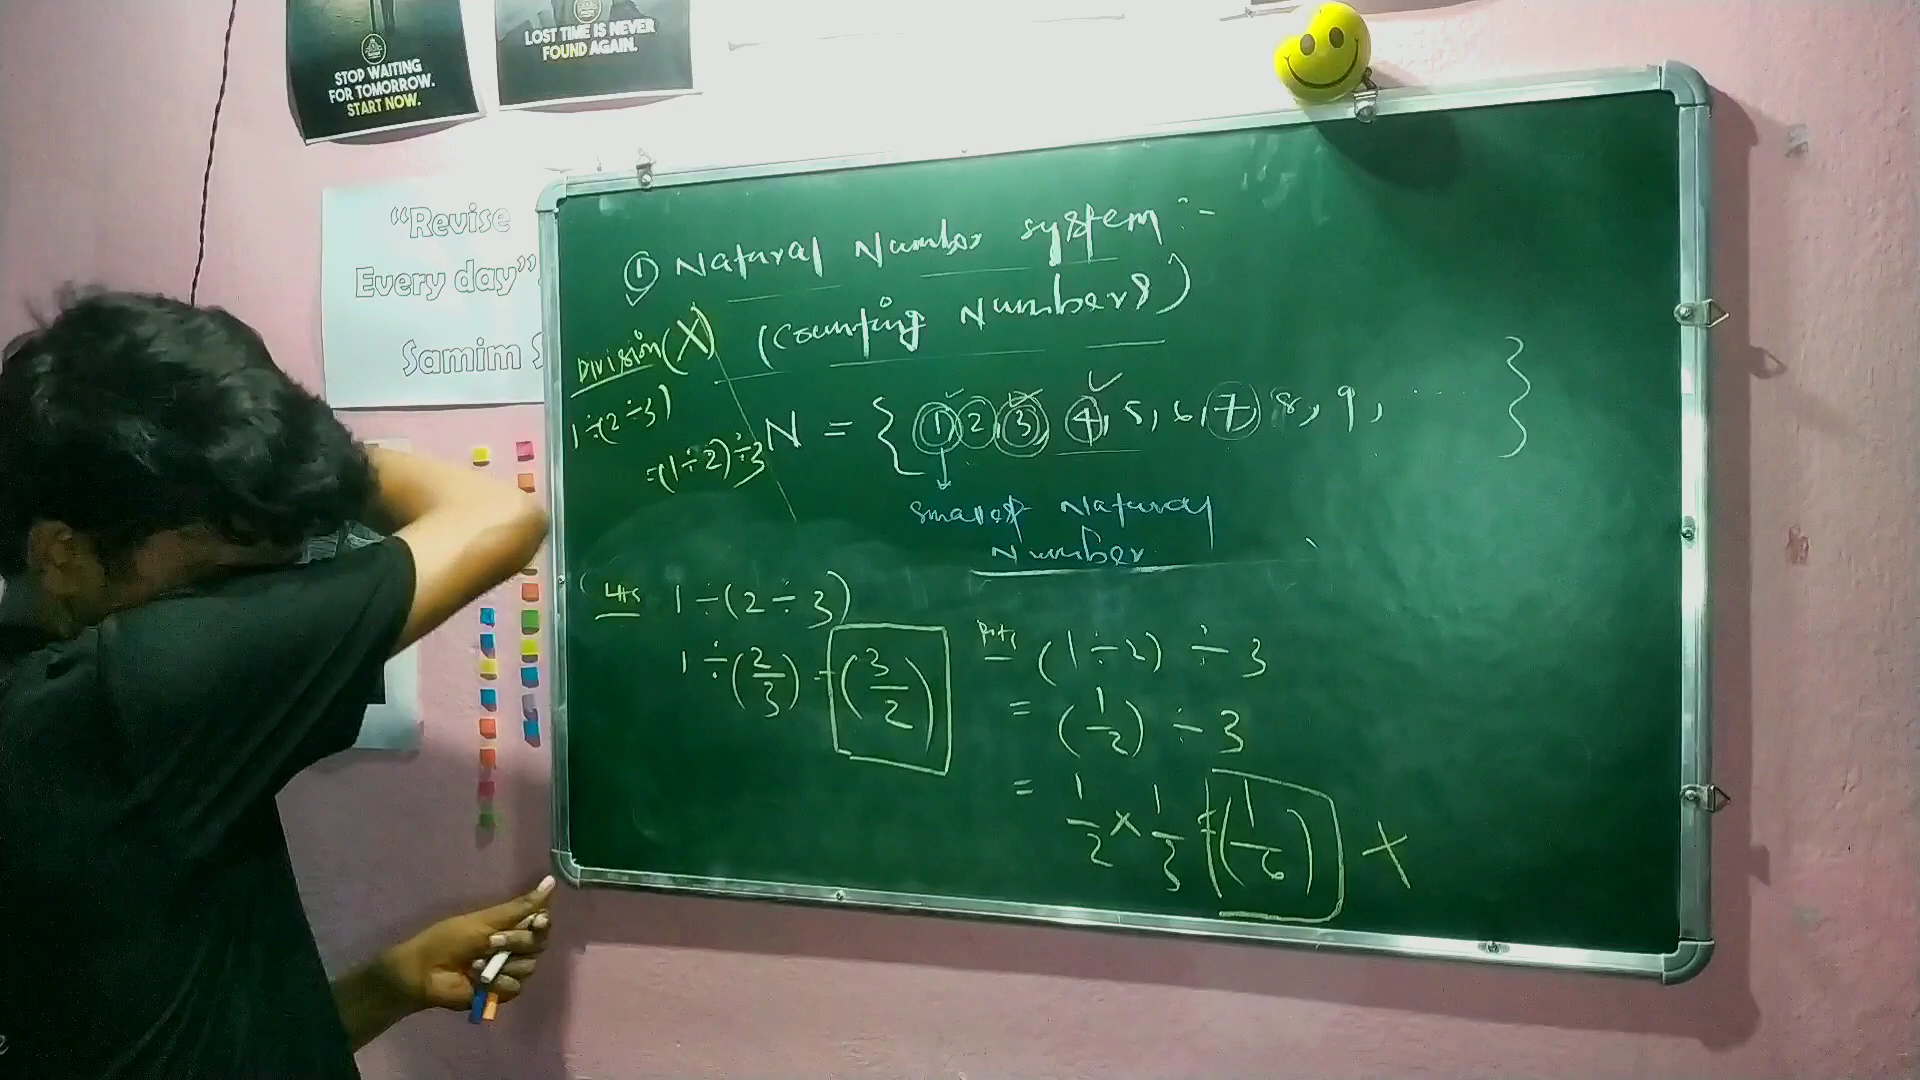 STOP WAITING
FOR TOMORROW.
START NOW.
LOST TIME IS NEVER
FOUND AGAIN.
“Revise
Every day”
Samim S
① Natural Number system :-
(Counting Numbers)
Division (X)
1÷(2÷3)
=(1÷2)÷3
N = { 1, 2, 3, 4, 5, 6, 7, 8, 9, ..... }
Number
LHS 1÷(2÷3)
1÷(2/3) = (3/2)
(1÷2) ÷ 3
= (1/2) ÷ 3
= 1/2 × 1/3 = (1/6) X